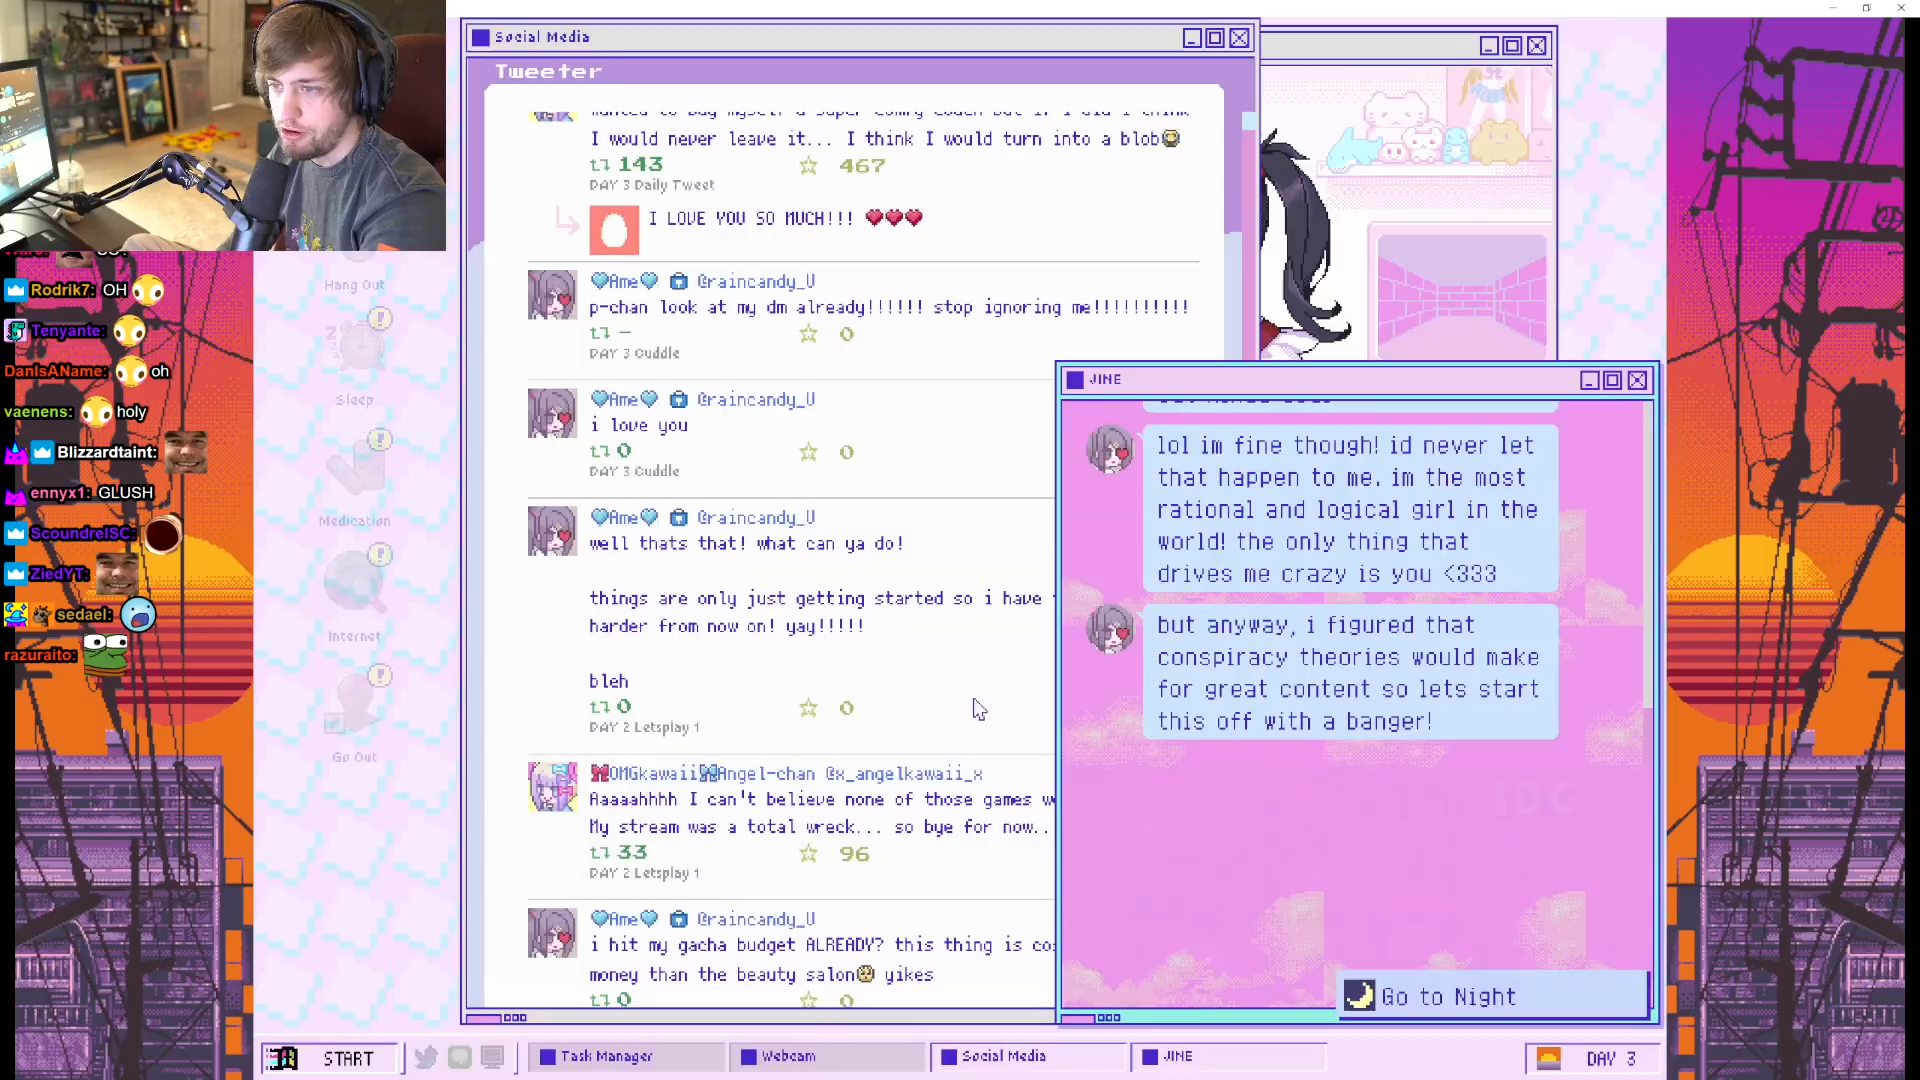 Social Media
Tweeter
I would never leave it... I think I would turn into a blob
143 467
DAY 3 Daily Tweet
I LOVE YOU SO MUCH!!!
Ame @raincandy_U
p-chan look at my dm already!!!!!! stop ignoring me!!!!!!!!!!
- 0
DAY 3 Cuddle
Ame @raincandy_U
i love you
0 0
DAY 3 Cuddle
Ame @raincandy_U
well thats that! what can ya do!
things are only just getting started so i have
harder from now on! yay!!!!!
bleh
0 0
DAY 2 Letsplay 1
OMGkawaii Angel-chan @x_angelkawaii_x
Aaaaahhhh I can't believe none of those games
My stream was a total wreck... so bye for now..
33 96
DAY 2 Letsplay 1
Ame @raincandy_U
i hit my gacha budget ALREADY? this thing is
money than the beauty salon yikes
0 0
JINE
lol im fine though! id never let
that happen to me. im the most
rational and logical girl in the
world! the only thing that
drives me crazy is you <333
but anyway, i figured that
conspiracy theories would make
for great content so lets start
this off with a banger!
Go to Night
Rodrik7: OH
Tenyante:
DanIsAName: oh
vaenens: holy
Blizzardtaint:
ennyx1: GLUSH
ScoundrelSC:
ZledYT:
sedael:
razuraito:
Hang Out
Sleep
Medication
Internet
Go Out
START
Task Manager
Webcam
Social Media
JINE
DAY 3